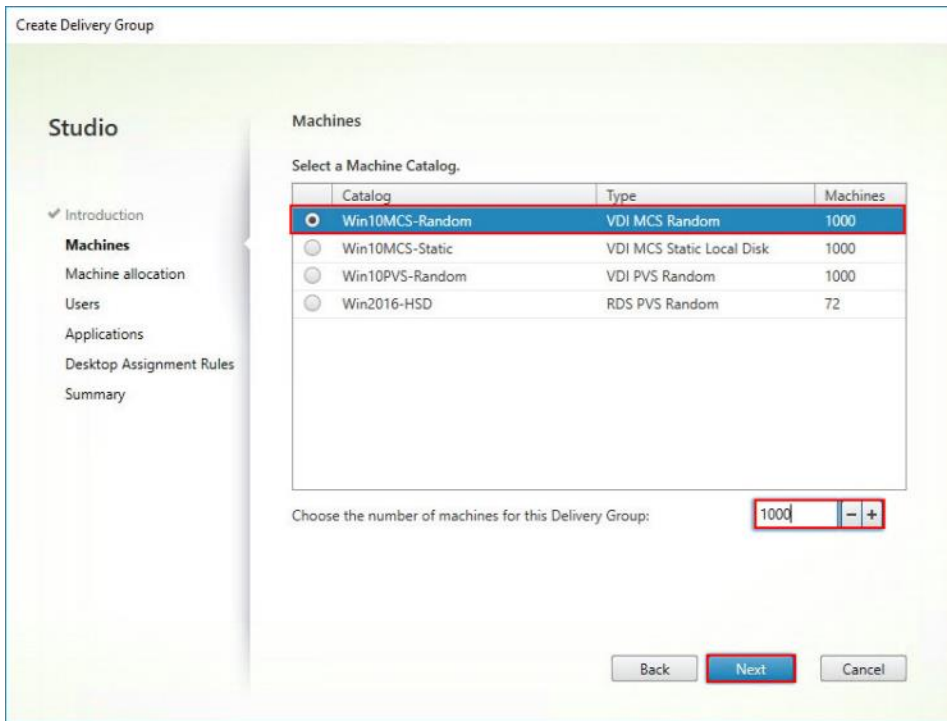 Create Delivery Group
Studio
Introduction
Machines
Machine allocation
Users
Applications
Desktop Assignment Rules
Summary
Machines
Select a Machine Catalog.
Catalog Type Machines
Win10MCS-Random VDI MCS Random 1000
Win10MCS-Static VDI MCS Static Local Disk 1000
Win10PVS-Random VDI PVS Random 1000
Win2016-HSD RDS PVS Random 72
Choose the number of machines for this Delivery Group: 1000 - +
Back Next Cancel